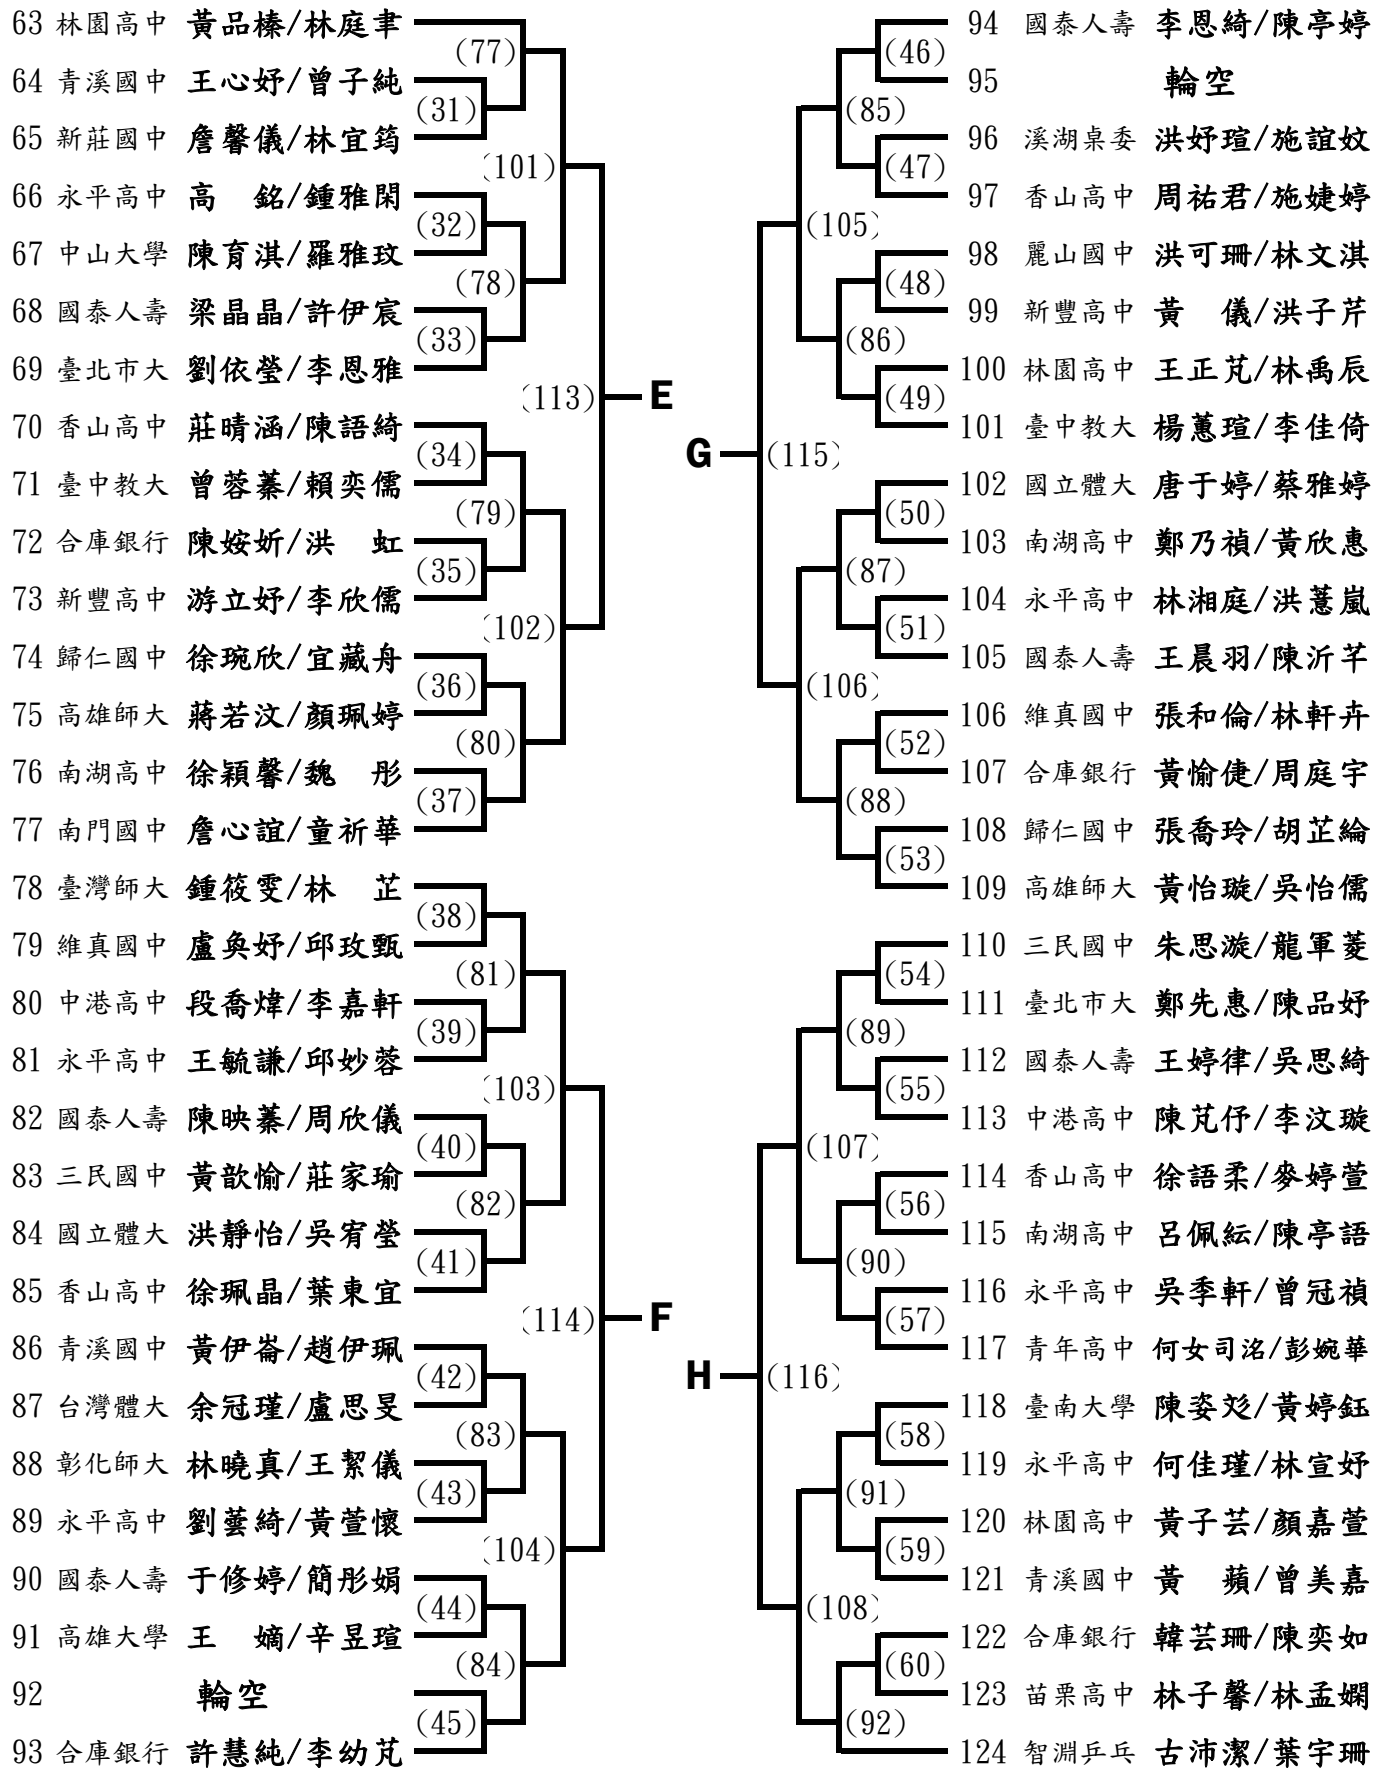 63 林園高中 黃品榛/林庭聿
(77)
64 青溪國中 王心妤/曾子純
(31)
65 新莊國中 詹馨儀/林宜筠
(101)
66 永平高中 高　銘/鍾雅閑
(32)
67 中山大學 陳育淇/羅雅玟
(78)
68 國泰人壽 梁晶晶/許伊宸
(33)
69 臺北市大 劉依瑩/李恩雅
(113) E
70 香山高中 莊晴涵/陳語綺
(34)
71 臺中教大 曾蓉蓁/賴奕儒
(79)
72 合庫銀行 陳姲妡/洪　虹
(35)
73 新豐高中 游立妤/李欣儒
(102)
74 歸仁國中 徐琬欣/宜藏舟
(36)
75 高雄師大 蔣若汶/顏珮婷
(80)
76 南湖高中 徐穎馨/魏　彤
(37)
77 南門國中 詹心誼/童祈華
78 臺灣師大 鍾筱雯/林　芷
(38)
79 維真國中 盧奐妤/邱玫甄
(81)
80 中港高中 段喬煒/李嘉軒
(39)
81 永平高中 王毓謙/邱妙蓉
(103)
82 國泰人壽 陳映蓁/周欣儀
(40)
83 三民國中 黃歆愉/莊家瑜
(82)
84 國立體大 洪靜怡/吳宥瑩
(41)
85 香山高中 徐珮晶/葉東宜
(114) F
86 青溪國中 黃伊崙/趙伊珮
(42)
87 台灣體大 余冠瑾/盧思旻
(83)
88 彰化師大 林曉真/王絜儀
(43)
89 永平高中 劉蕓綺/黃萱懷
(104)
90 國泰人壽 于修婷/簡彤娟
(44)
91 高雄大學 王　嫡/辛昱瑄
(84)
92 輪空
(45)
93 合庫銀行 許慧純/李幼芃
94 國泰人壽 李恩綺/陳亭婷
(46)
95 輪空
(85)
96 溪湖桌委 洪妤瑄/施誼妏
(47)
97 香山高中 周祐君/施婕婷
(105)
98 麗山國中 洪可珊/林文淇
(48)
99 新豐高中 黃　儀/洪子芹
(86)
100 林園高中 王正芃/林禹辰
(49)
101 臺中教大 楊蕙瑄/李佳倚
G (115)
102 國立體大 唐于婷/蔡雅婷
(50)
103 南湖高中 鄭乃禎/黃欣惠
(87)
104 永平高中 林湘庭/洪薏嵐
(51)
105 國泰人壽 王晨羽/陳沂芊
(106)
106 維真國中 張和倫/林軒卉
(52)
107 合庫銀行 黃愉偼/周庭宇
(88)
108 歸仁國中 張喬玲/胡芷綸
(53)
109 高雄師大 黃怡璇/吳怡儒
110 三民國中 朱思漩/龍軍菱
(54)
111 臺北市大 鄭先惠/陳品妤
(89)
112 國泰人壽 王婷律/吳思綺
(55)
113 中港高中 陳芃伃/李汶璇
(107)
114 香山高中 徐語柔/麥婷萱
(56)
115 南湖高中 呂佩紜/陳亭語
(90)
116 永平高中 吳季軒/曾冠禎
(57)
117 青年高中 何女司洺/彭婉華
H (116)
118 臺南大學 陳姿彣/黃婷鈺
(58)
119 永平高中 何佳瑾/林宣妤
(91)
120 林園高中 黃子芸/顏嘉萱
(59)
121 青溪國中 黃　蘋/曾美嘉
(108)
122 合庫銀行 韓芸珊/陳奕如
(60)
123 苗栗高中 林子馨/林孟嫻
(92)
124 智淵乒乓 古沛潔/葉宇珊